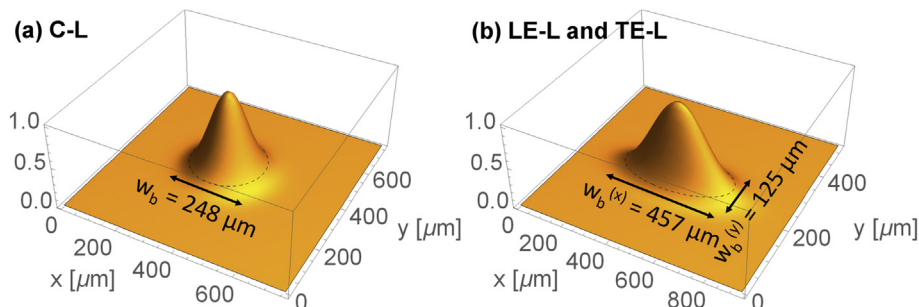 (a) C-L
1.0
0.5
0.0
0
200
400
600
x [µm]
0
200
400
600
y [µm]
w_b = 248 µm
(b) LE-L and TE-L
1.0
0.5
0.0
0
200
400
600
800
x [µm]
0
200
400
y [µm]
w_b^(x) = 457 µm
w_b^(y) = 125 µm